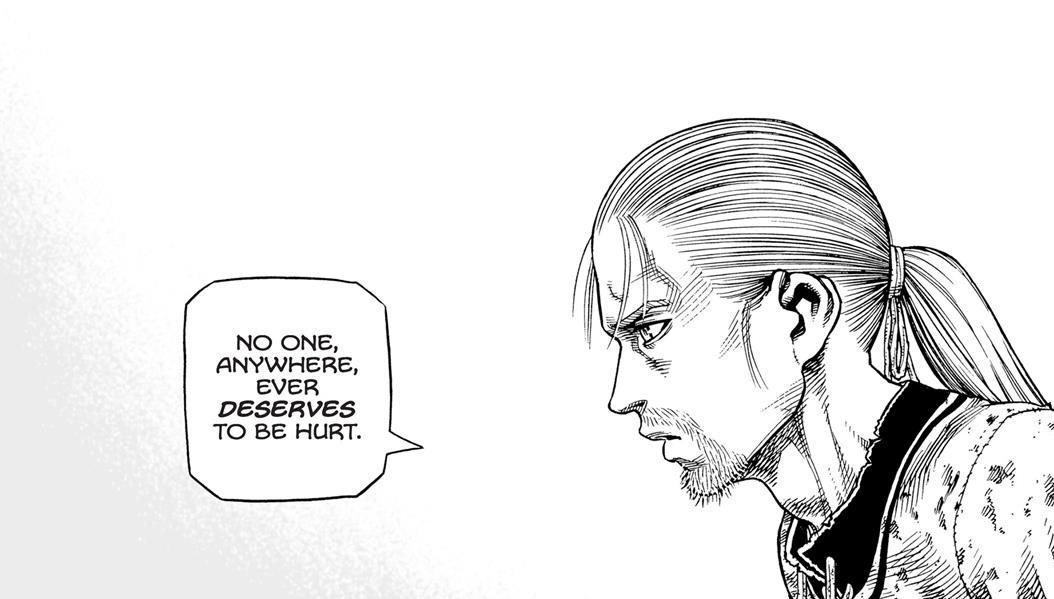 NO ONE,
ANYWHERE,
EVER
DESERVES
TO BE HURT.